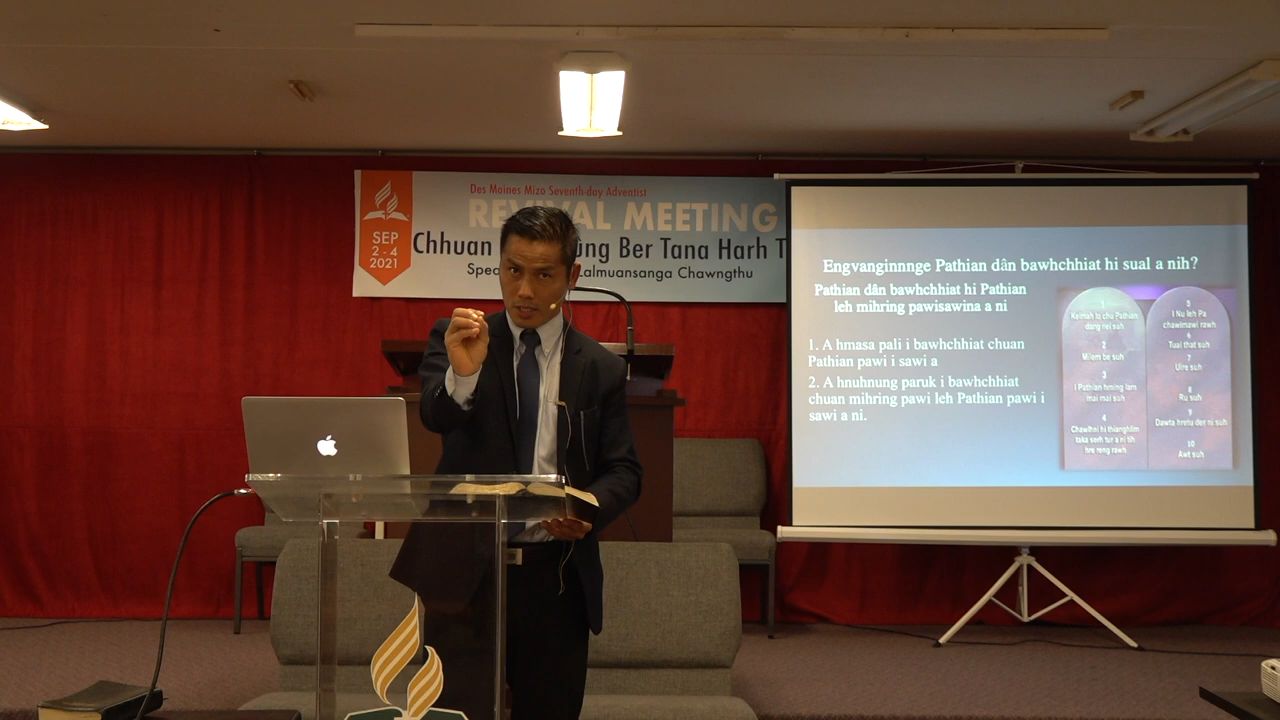 Des Moines Mizo Seventh-day Adventist
REVIVAL MEETING
SEP
2 - 4
2021
Chhuan Ber Tana Harh
Lalmuansanga Chawngthu
Engvanginnnge Pathian dân bawhchhiat hi sual a nih?
Pathian dân bawhchhiat hi Pathian
leh mihring pawisawina a ni
1. A hmasa pali i bawhchhiat chuan
Pathian pawi i sawi a
2. A hnuhnung paruk i bawhchhiat
chuan mihring pawi leh Pathian pawi i
sawi a ni.
1
Keimah lo chu Pathian
dang nei suh
2
Milem be suh
3
I Pathian hming lam
mai mai suh
4
Chawlhni hi thianghlim
taka serh tur a ni tih
hre reng rawh
5
I Nu leh Pa
chawimawi rawh
6
Tual that suh
7
Uire suh
8
Ru suh
9
Dawta hretu der ni suh
10
Awt suh